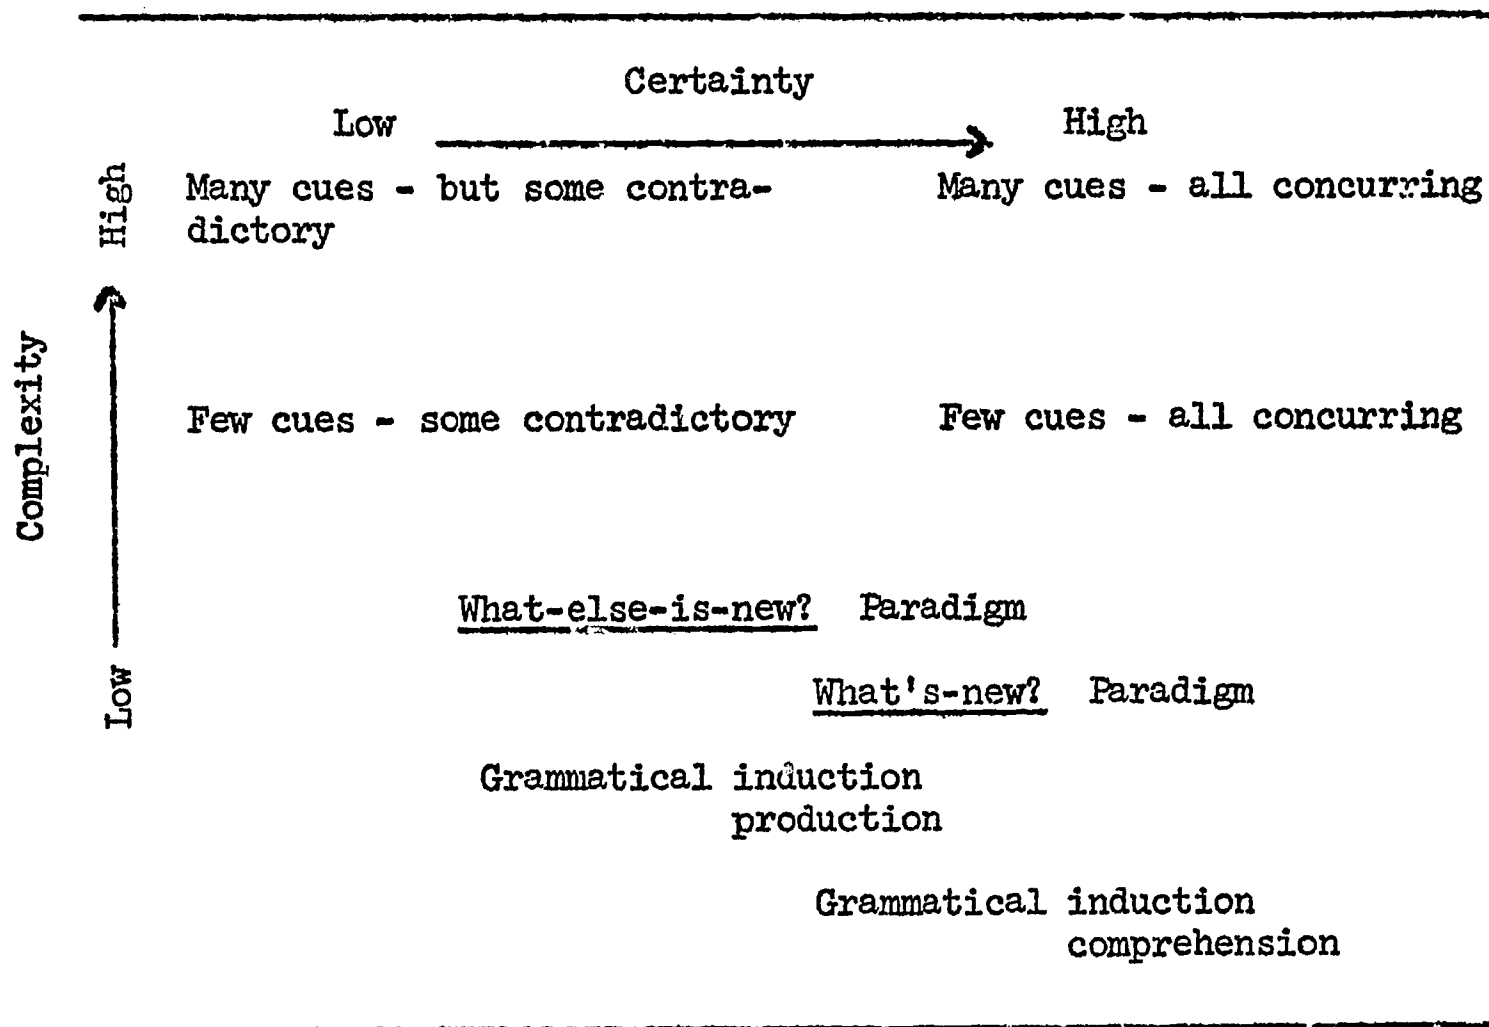 Certainty
Low High
High
Many cues - but some contra-
dictory
Many cues - all concurring
Complexity
Few cues - some contradictory
Few cues - all concurring
What-else-is-new? Paradigm
Low
What's-new? Paradigm
Grammatical induction
production
Grammatical induction
comprehension